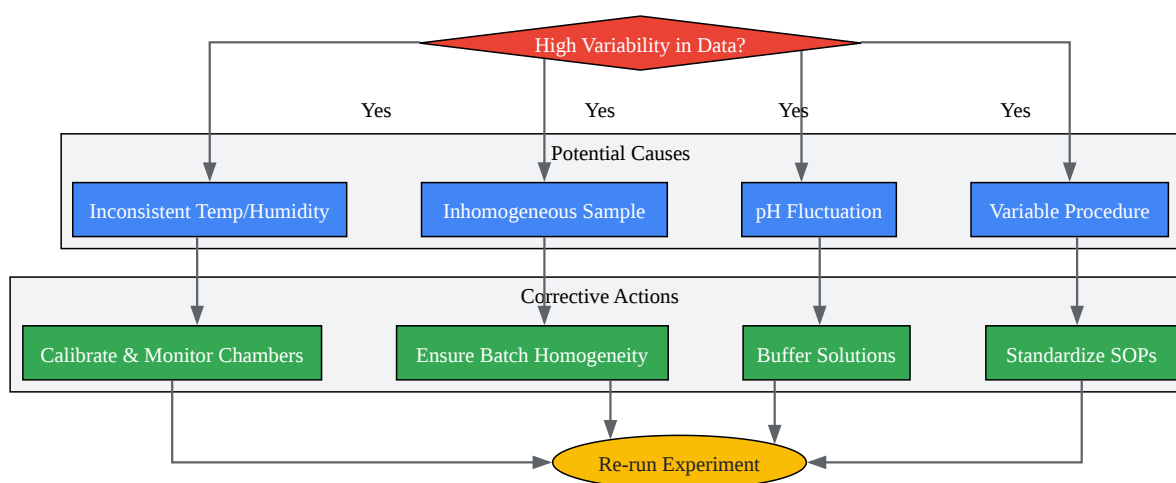 High Variability in Data?
Yes
Yes
Yes
Yes
Potential Causes
Inconsistent Temp/Humidity
Inhomogeneous Sample
pH Fluctuation
Variable Procedure
Corrective Actions
Calibrate & Monitor Chambers
Ensure Batch Homogeneity
Buffer Solutions
Standardize SOPs
Re-run Experiment